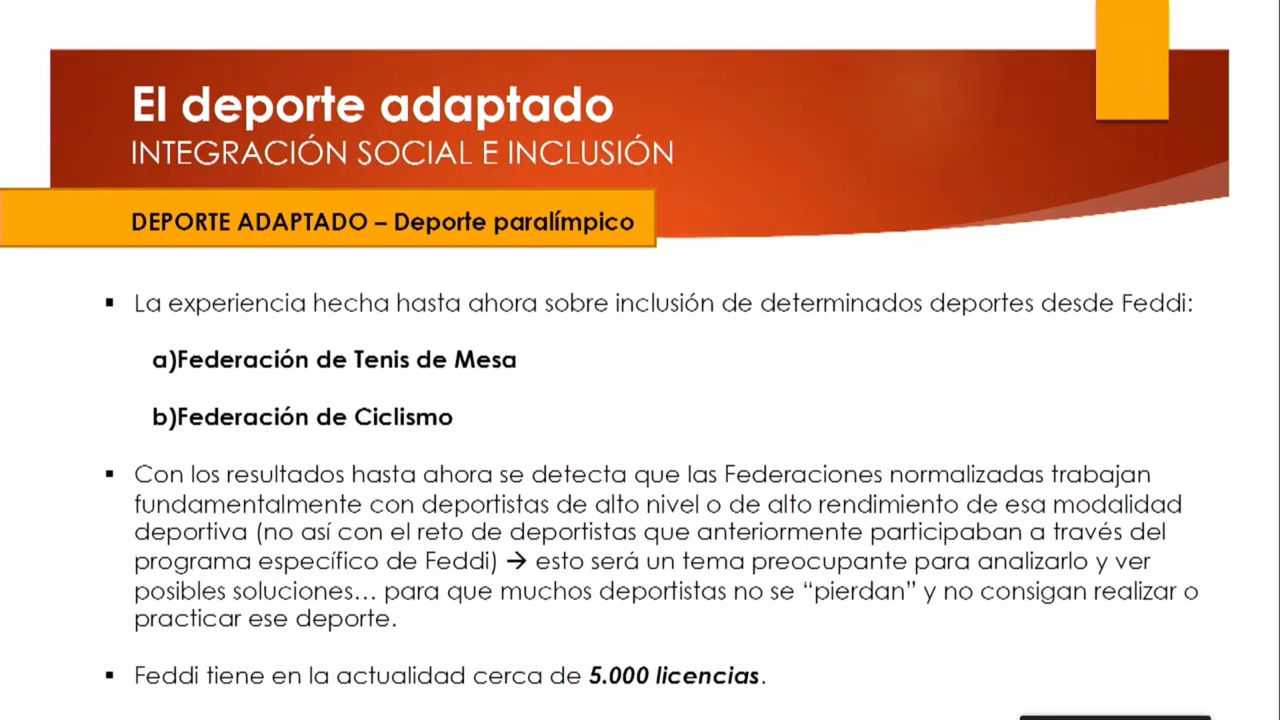 El deporte adaptado
INTEGRACIÓN SOCIAL E INCLUSIÓN
DEPORTE ADAPTADO – Deporte paralímpico
▪ La experiencia hecha hasta ahora sobre inclusión de determinados deportes desde Feddi:
a)Federación de Tenis de Mesa
b)Federación de Ciclismo
▪ Con los resultados hasta ahora se detecta que las Federaciones normalizadas trabajan
fundamentalmente con deportistas de alto nivel o de alto rendimiento de esa modalidad
deportiva (no así con el reto de deportistas que anteriormente participaban a través del
programa específico de Feddi) → esto será un tema preocupante para analizarlo y ver
posibles soluciones… para que muchos deportistas no se “pierdan” y no consigan realizar o
practicar ese deporte.
▪ Feddi tiene en la actualidad cerca de 5.000 licencias.